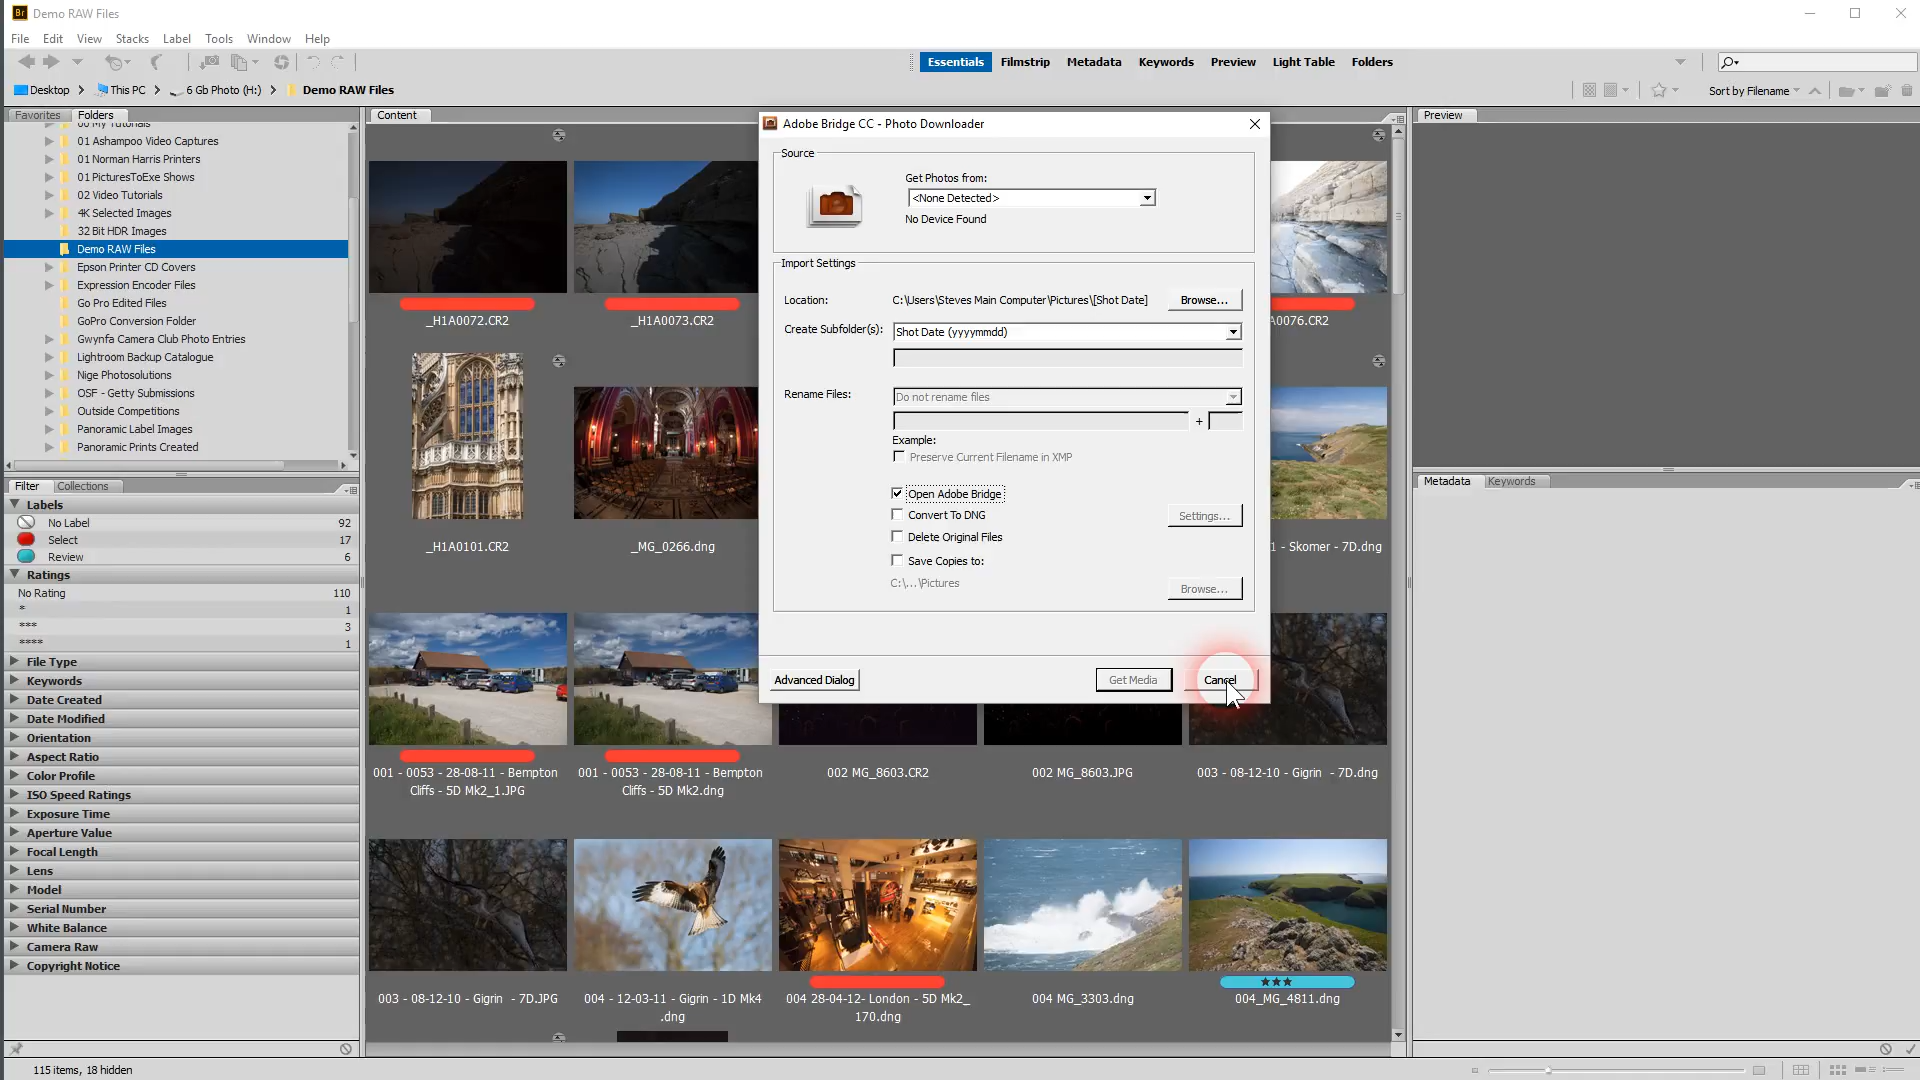 Br Demo RAW Files
File Edit View Stacks Label Tools Window Help
Essentials Filmstrip Metadata Keywords Preview Light Table Folders
Desktop This PC 6 Gb Photo (H:) Demo RAW Files
Sort by Filename
Favorites Folders
00 My Tutorials
01 Ashampoo Video Captures
01 Norman Harris Printers
01 PicturesToExe Shows
02 Video Tutorials
4K Selected Images
32 Bit HDR Images
Demo RAW Files
Epson Printer CD Covers
Expression Encoder Files
Go Pro Edited Files
GoPro Conversion Folder
Gwynfa Camera Club Photo Entries
Lightroom Backup Catalogue
Nige Photosolutions
OSF - Getty Submissions
Outside Competitions
Panoramic Label Images
Panoramic Prints Created
Filter Collections
Labels
No Label 92
Select 17
Review 6
Ratings
No Rating 110
* 1
*** 3
**** 1
File Type
Keywords
Date Created
Date Modified
Orientation
Aspect Ratio
Color Profile
ISO Speed Ratings
Exposure Time
Aperture Value
Focal Length
Lens
Model
Serial Number
White Balance
Camera Raw
Copyright Notice
115 items, 18 hidden
Content
_H1A0072.CR2
_H1A0073.CR2
A0076.CR2
_H1A0101.CR2
_MG_0266.dng
1 - Skomer - 7D.dng
001 - 0053 - 28-08-11 - Bempton
Cliffs - 5D Mk2_1.JPG
001 - 0053 - 28-08-11 - Bempton
Cliffs - 5D Mk2.dng
002 MG_8603.CR2
002 MG_8603.JPG
003 - 08-12-10 - Gigrin - 7D.dng
003 - 08-12-10 - Gigrin - 7D.JPG
004 - 12-03-11 - Gigrin - 1D Mk4
.dng
004 28-04-12- London - 5D Mk2_
170.dng
004 MG_3303.dng
★★★
004_MG_4811.dng
Adobe Bridge CC - Photo Downloader
Source
Get Photos from:
<None Detected>
No Device Found
Import Settings
Location: C:\Users\Steves Main Computer\Pictures\[Shot Date] Browse...
Create Subfolder(s): Shot Date (yyyymmdd)
Rename Files: Do not rename files
+
Example:
Preserve Current Filename in XMP
Open Adobe Bridge
Convert To DNG Settings...
Delete Original Files
Save Copies to:
C:\...\Pictures Browse...
Advanced Dialog Get Media Cancel
Preview
Metadata Keywords